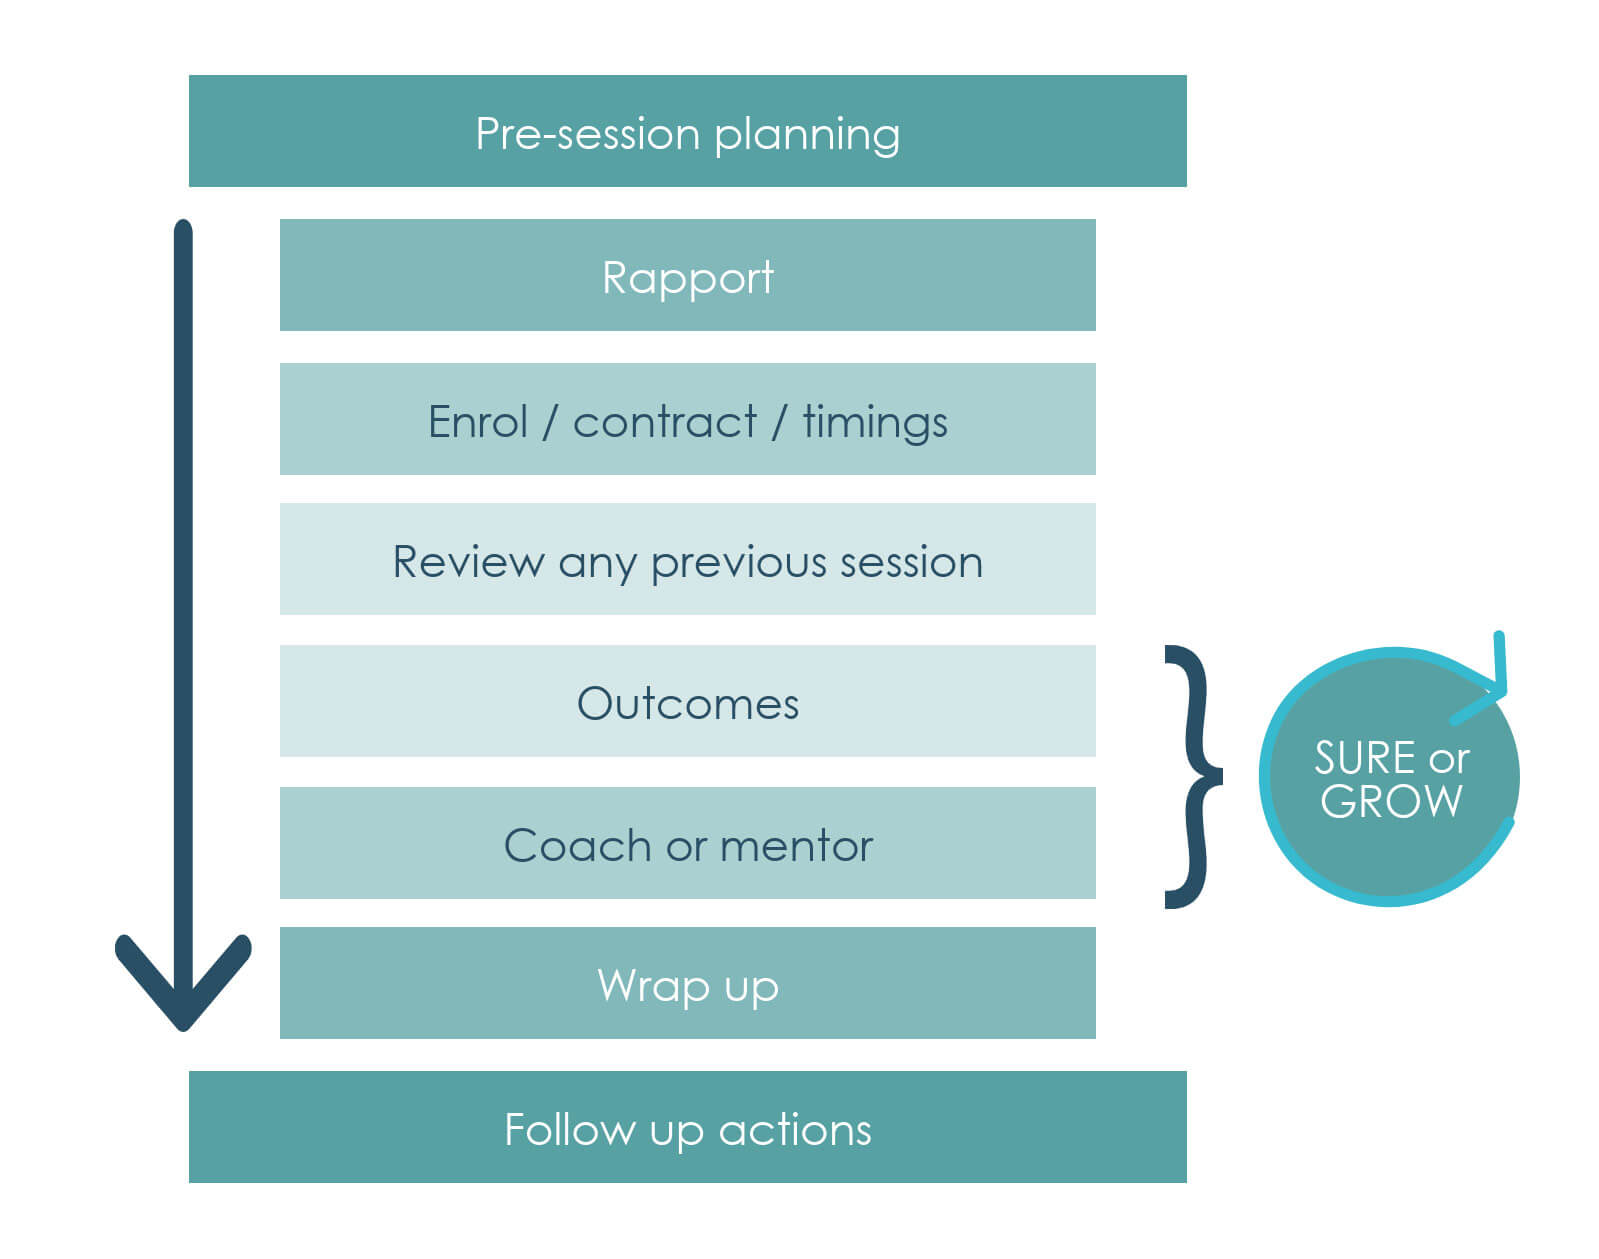 Pre-session planning
Rapport
Enrol / contract / timings
Review any previous session
Outcomes
Coach or mentor
SURE or
GROW
Wrap up
Follow up actions